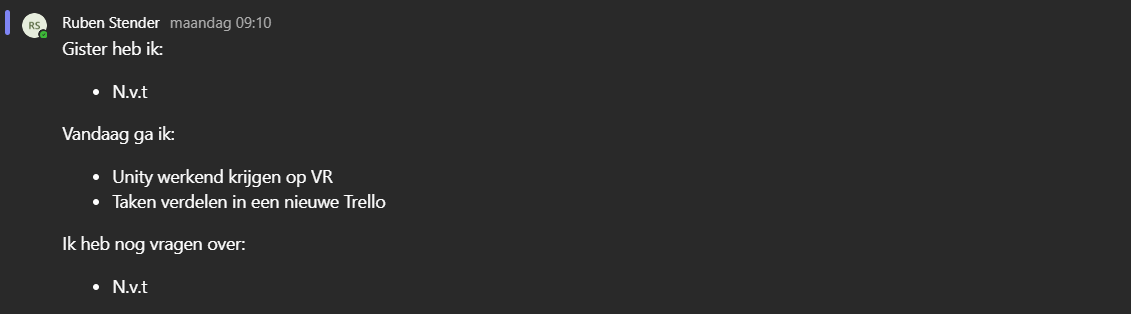 RS
Ruben Stender maandag 09:10
Gister heb ik:
• N.v.t
Vandaag ga ik:
• Unity werkend krijgen op VR
• Taken verdelen in een nieuwe Trello
Ik heb nog vragen over:
• N.v.t